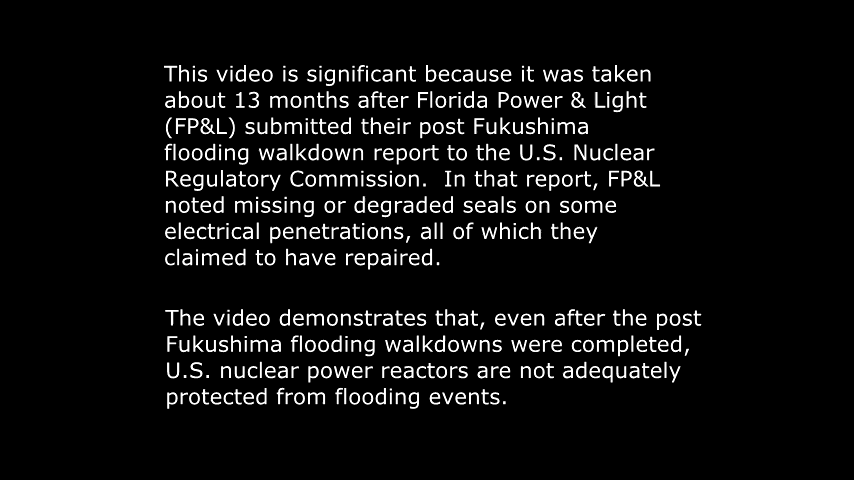 This video is significant because it was taken
about 13 months after Florida Power & Light
(FP&L) submitted their post Fukushima
flooding walkdown report to the U.S. Nuclear
Regulatory Commission.  In that report, FP&L
noted missing or degraded seals on some
electrical penetrations, all of which they
claimed to have repaired.
The video demonstrates that, even after the post
Fukushima flooding walkdowns were completed,
U.S. nuclear power reactors are not adequately
protected from flooding events.